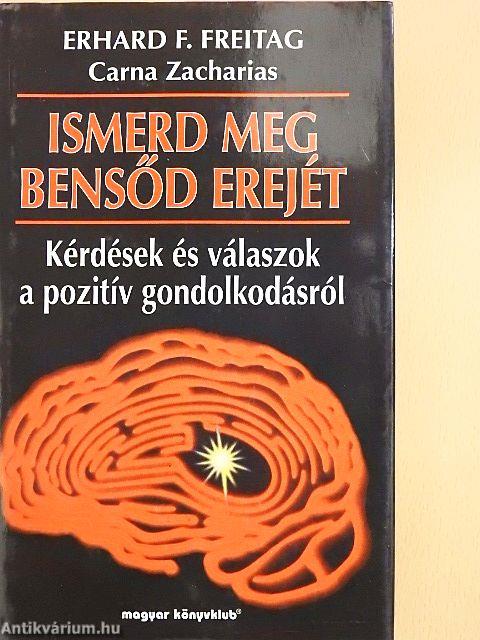 ERHARD F. FREITAG
Carna Zacharias
ISMERD MEG
BENSŐD EREJÉT
Kérdések és válaszok
a pozitív gondolkodásról
magyar könyvklub®
Antikvárium.hu